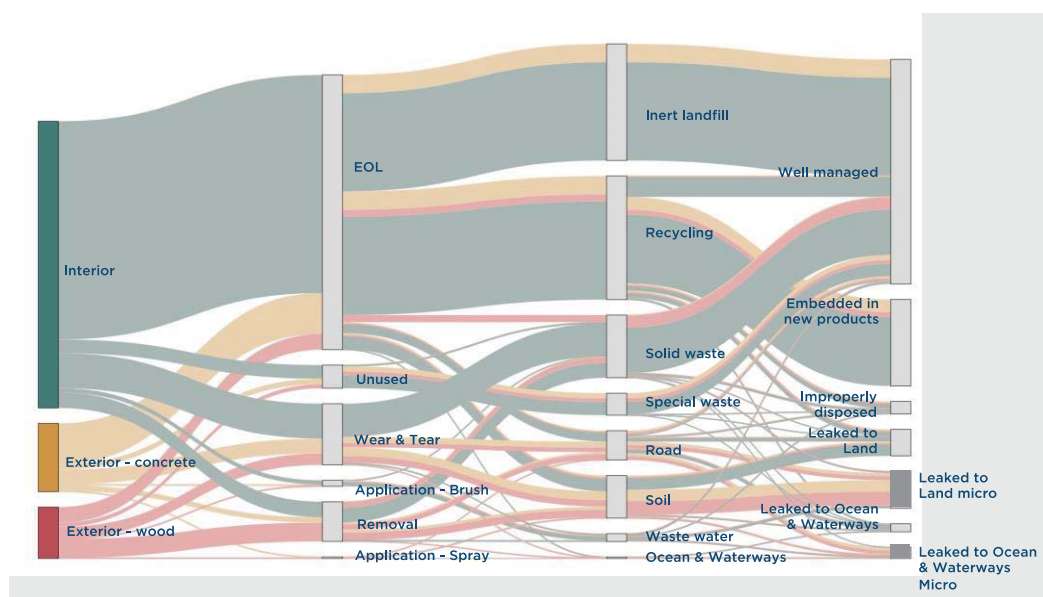 Interior
Exterior – concrete
Exterior – wood
EOL
Unused
Wear & Tear
Application – Brush
Removal
Application – Spray
Inert landfill
Recycling
Solid waste
Special waste
Road
Soil
Waste water
Ocean & Waterways
Well managed
Embedded in
new products
Improperly
disposed
Leaked to
Land
Leaked to
Land micro
Leaked to Ocean
& Waterways
Leaked to Ocean
& Waterways
Micro